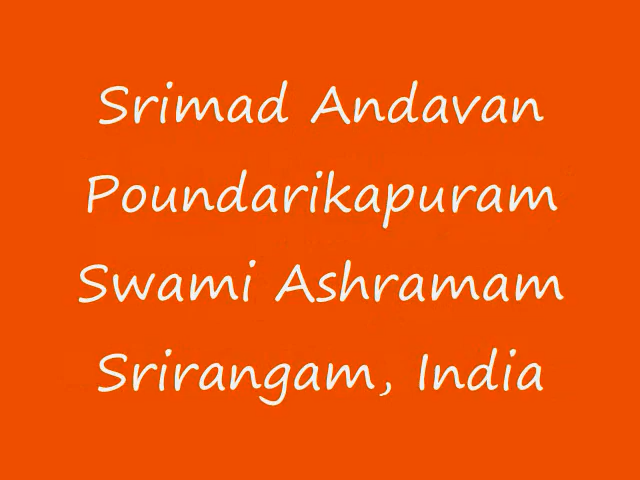 Srimad Andavan
Poundarikapuram
Swami Ashramam
Srirangam, India